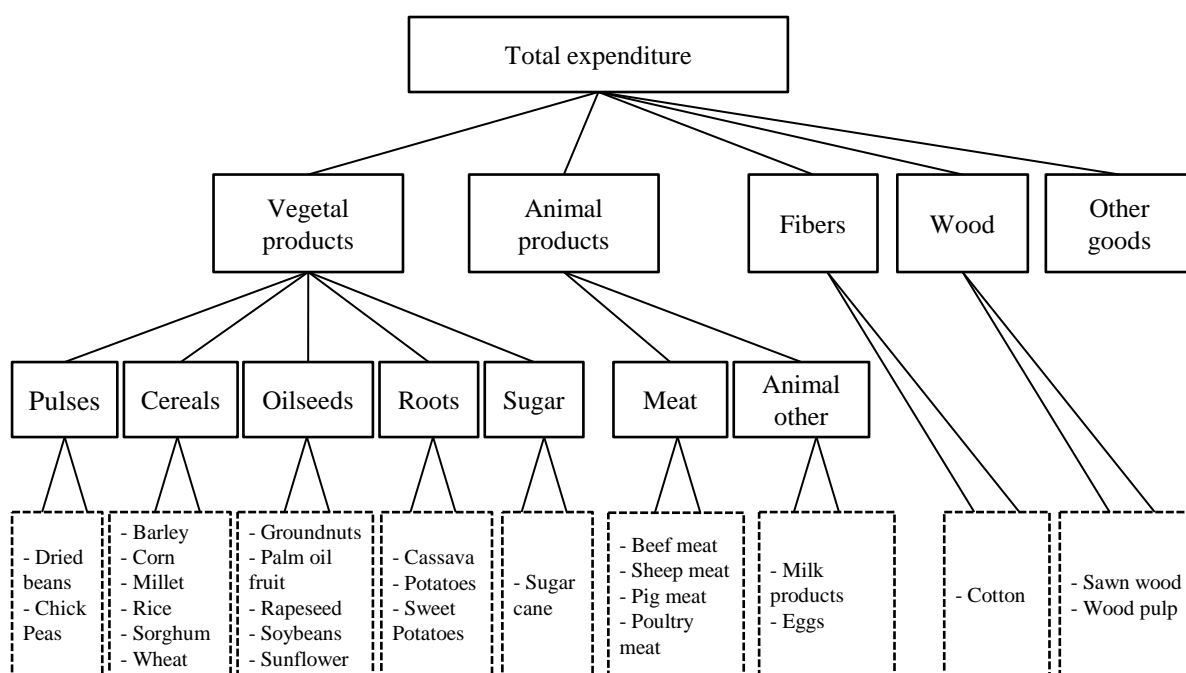 Total expenditure
Vegetal
products
Animal
products
Fibers
Wood
Other
goods
Pulses
Cereals
Oilseeds
Roots
Sugar
Meat
Animal
other
- Dried
beans
- Chick
Peas
- Barley
- Corn
- Millet
- Rice
- Sorghum
- Wheat
- Groundnuts
- Palm oil
fruit
- Rapeseed
- Soybeans
- Sunflower
- Cassava
- Potatoes
- Sweet
Potatoes
- Sugar
cane
- Beef meat
- Sheep meat
- Pig meat
- Poultry
meat
- Milk
products
- Eggs
- Cotton
- Sawn wood
- Wood pulp